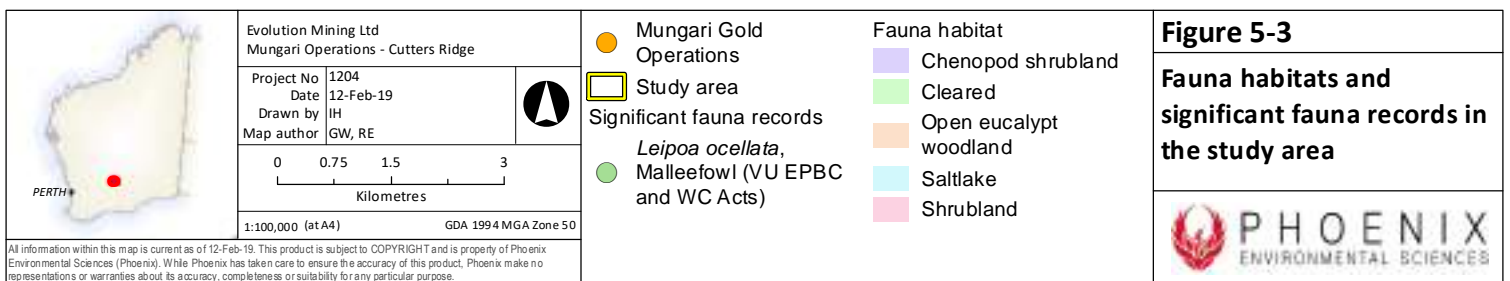 PERTH
All information within this map is current as of 12-Feb-19. This product is subject to COPYRIGHT and is property of Phoenix
Environmental Sciences (Phoenix). While Phoenix has taken care to ensure the accuracy of this product, Phoenix make no
representations or warranties about its accuracy, completeness or suitability for any particular purpose.
Evolution Mining Ltd
Mungari Operations - Cutters Ridge
Project No 1204
Date 12-Feb-19
Drawn by IH
Map author GW, RE
0 0.75 1.5 3
Kilometres
1:100,000 (at A4) GDA 1994 MGA Zone 50
Mungari Gold
Operations
Study area
Significant fauna records
Leipoa ocellata,
Malleefowl (VU EPBC
and WC Acts)
Fauna habitat
Chenopod shrubland
Cleared
Open eucalypt
woodland
Saltlake
Shrubland
Figure 5-3
Fauna habitats and
significant fauna records in
the study area
PHOENIX
ENVIRONMENTAL SCIENCES